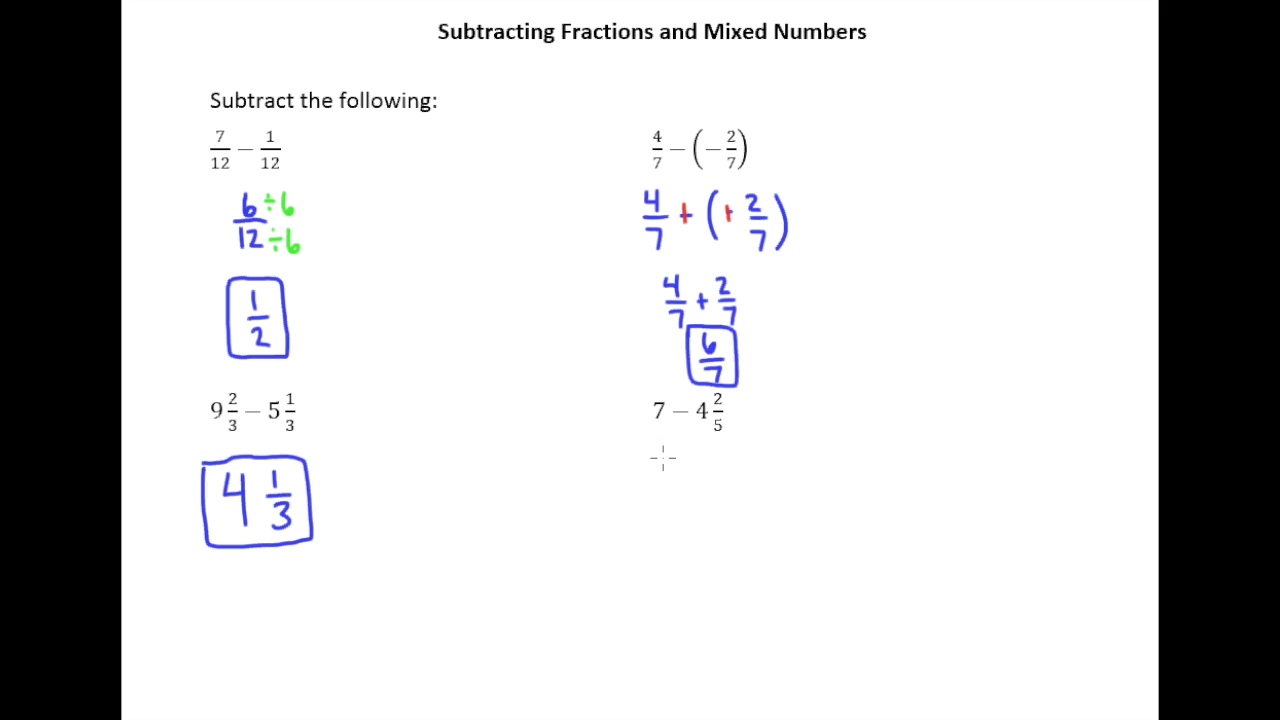 Subtracting Fractions and Mixed Numbers
Subtract the following:
7/12 − 1/12
6/12 ÷6/÷6
1/2
9 2/3 − 5 1/3
4 1/3
4/7 − (− 2/7)
4/7 + (+ 2/7)
4/7 + 2/7
6/7
7 − 4 2/5